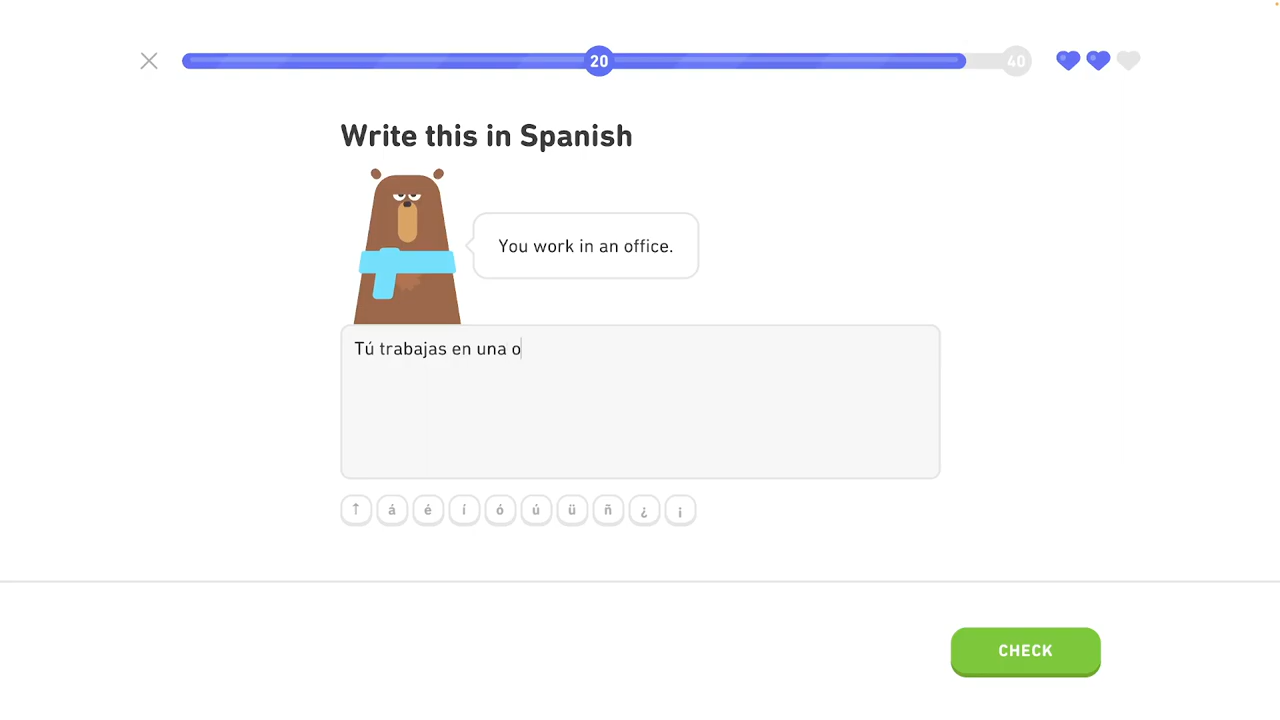 20
40
Write this in Spanish
You work in an office.
Tú trabajas en una o
↑ á é í ó ú ü ñ ¿ ¡
CHECK